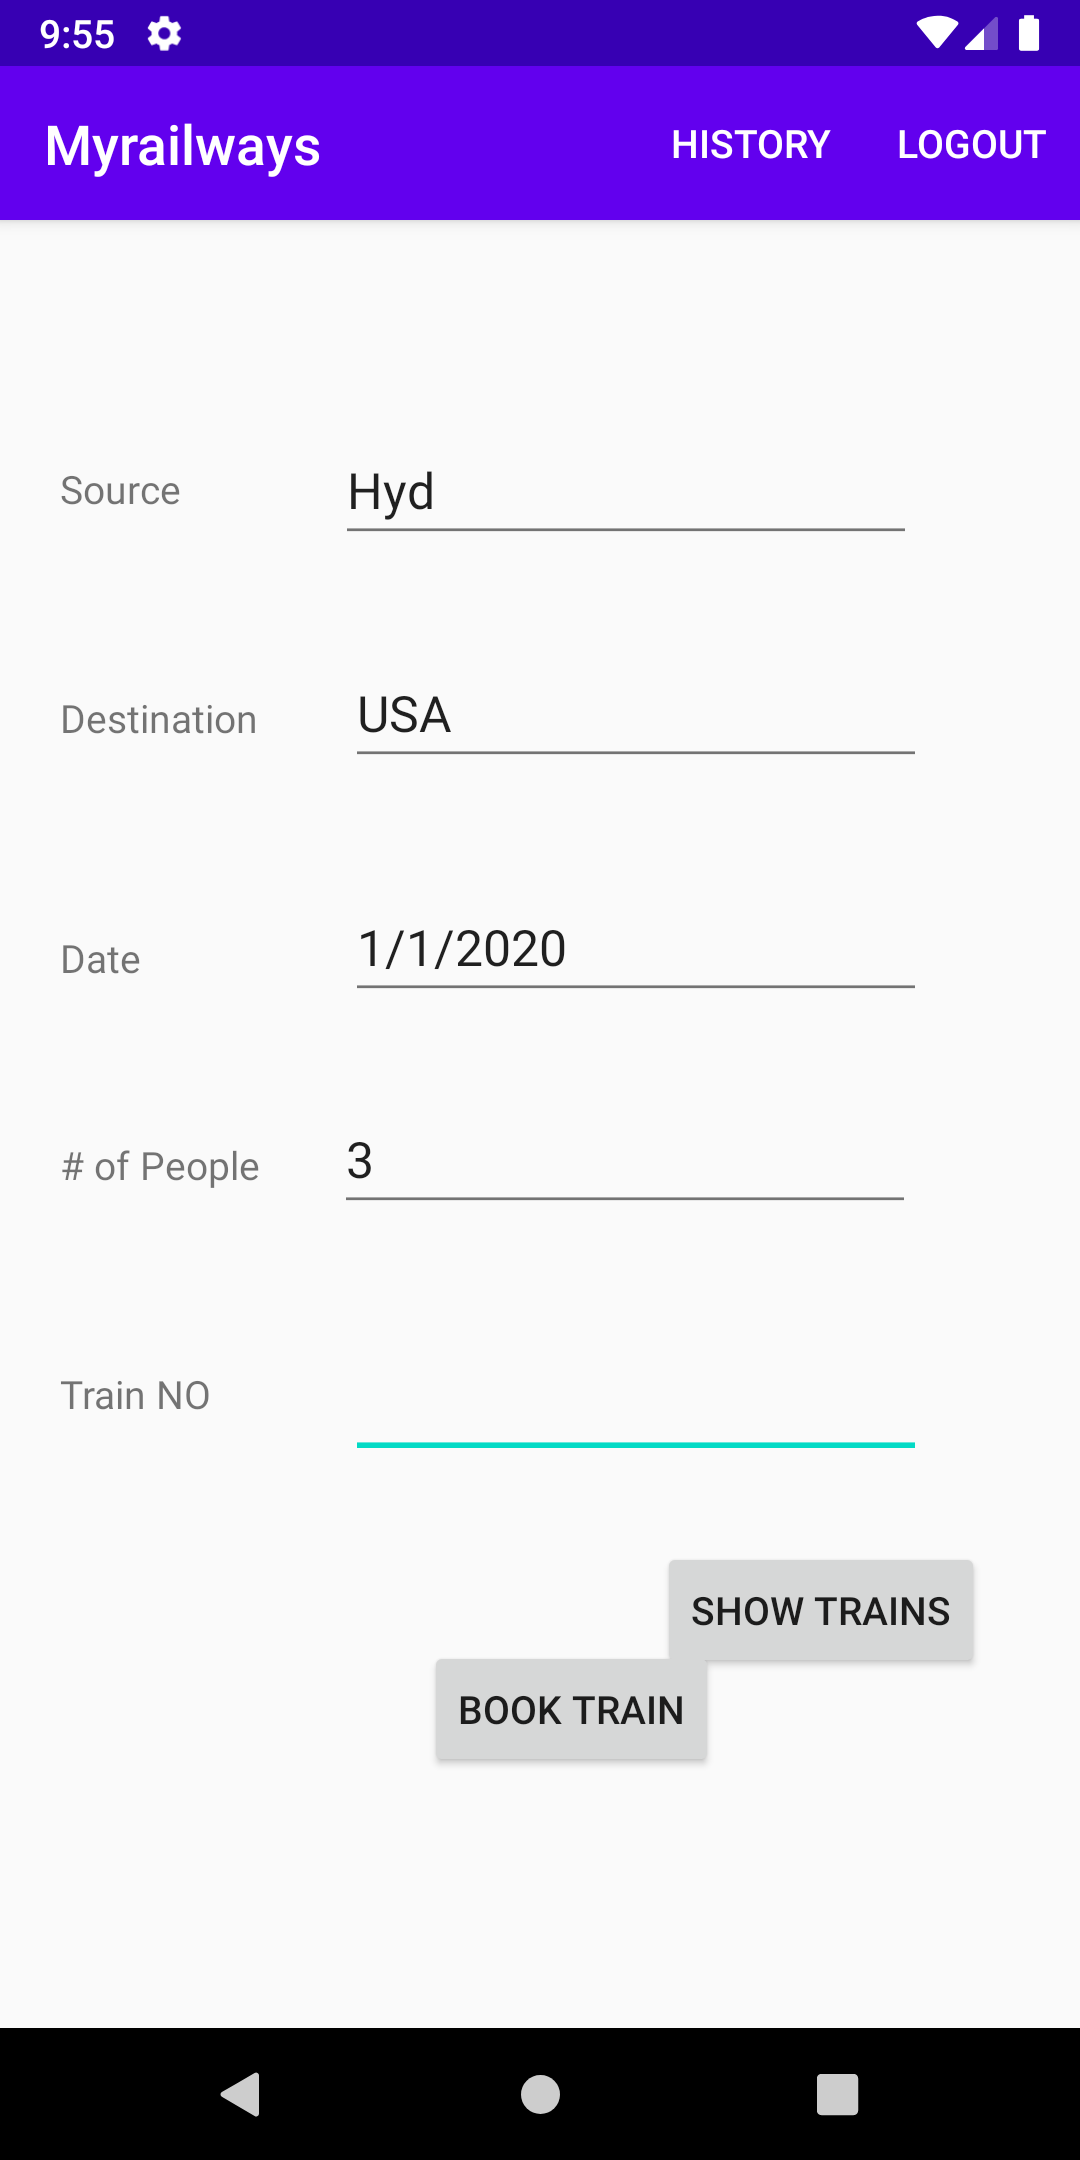 9:55
Myrailways HISTORY LOGOUT
Source Hyd
Destination USA
Date 1/1/2020
# of People 3
Train NO
SHOW TRAINS
BOOK TRAIN